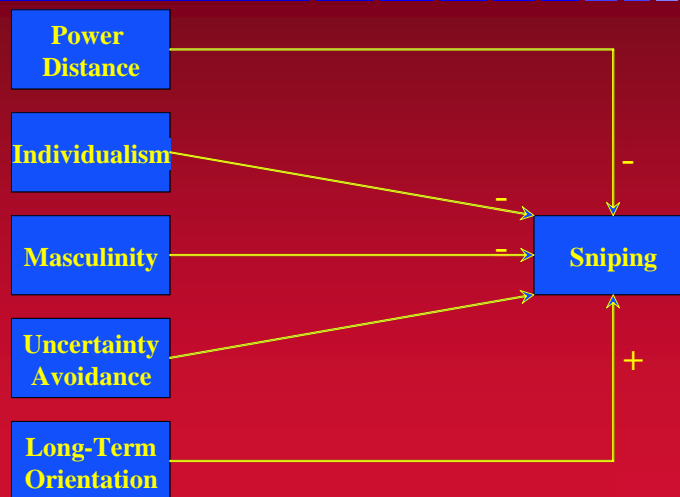 Power
Distance
-
Individualism
-
Masculinity
-
Sniping
Uncertainty
Avoidance
+
Long-Term
Orientation